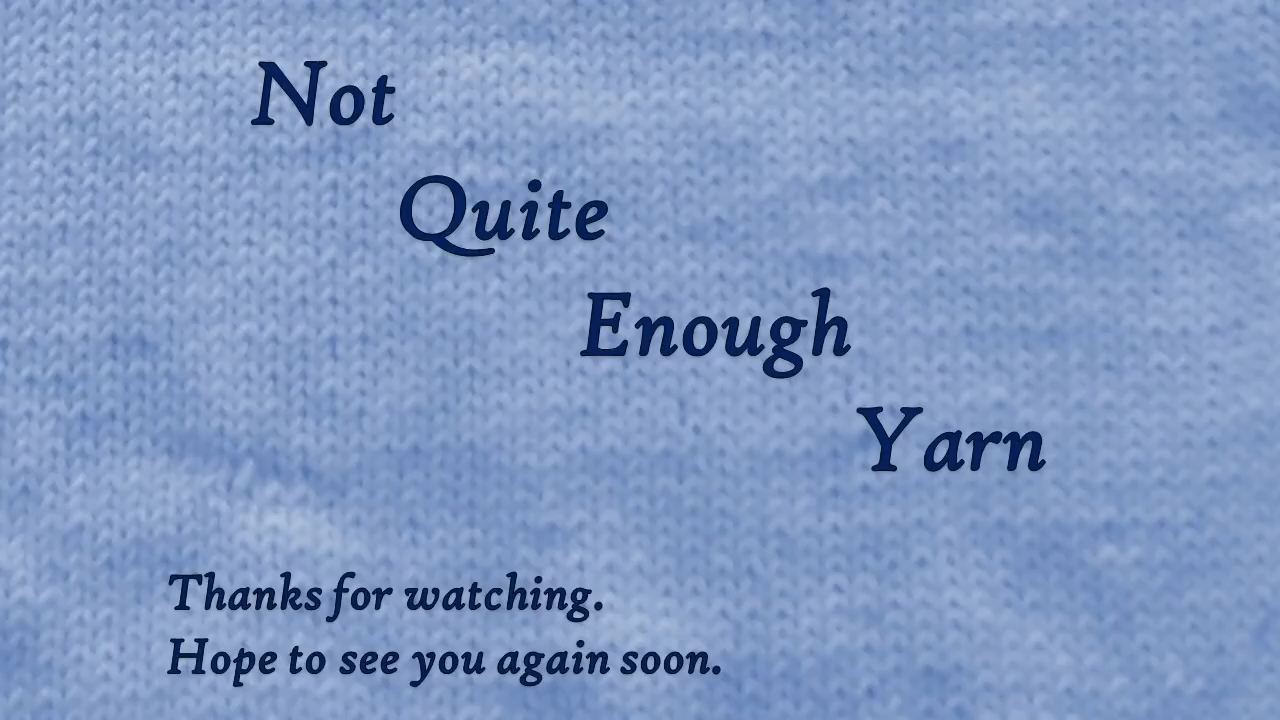 Not
Quite
Enough
Yarn
Thanks for watching.
Hope to see you again soon.